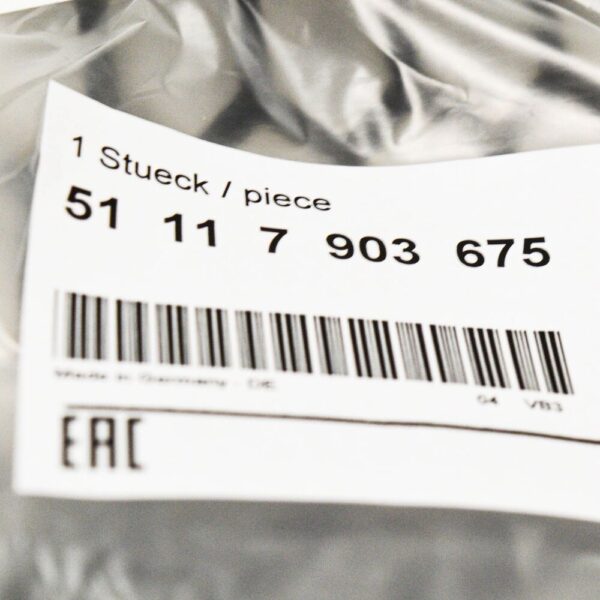 1 Stueck / piece
51 11 7 903 675
Made in Germany - DE
04 VB3
EAC